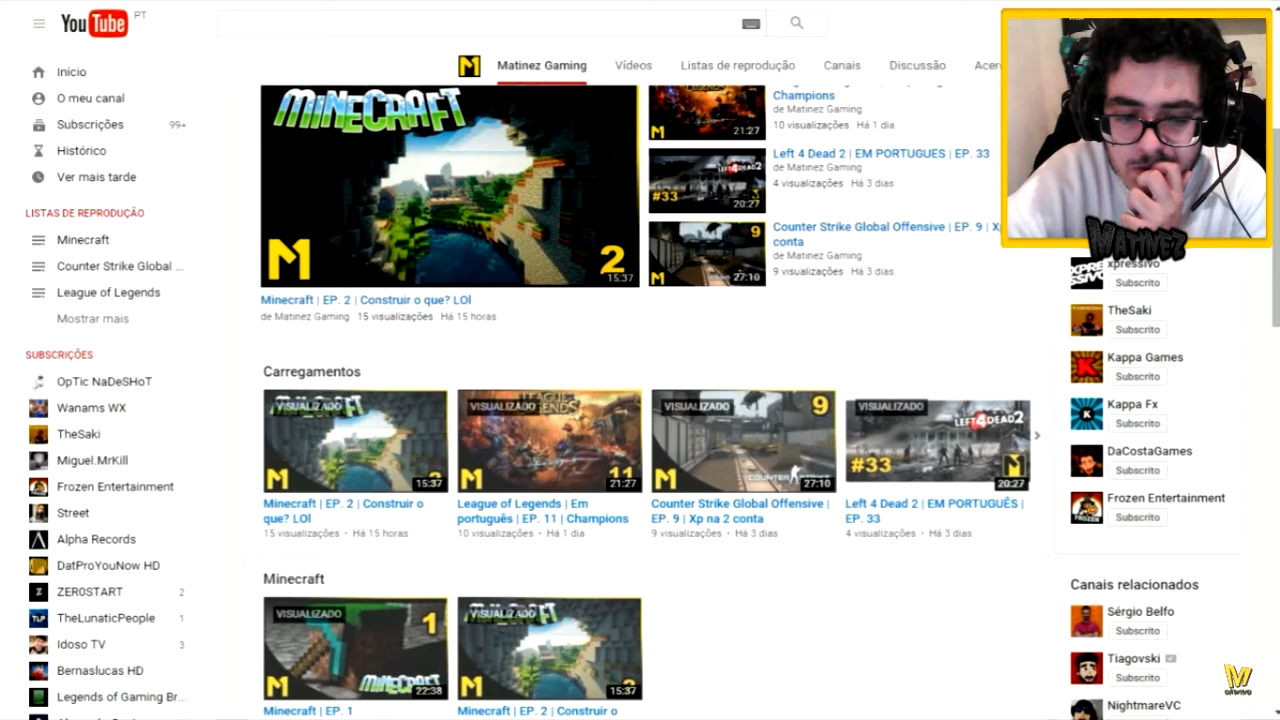 You Tube PT
Matinez Gaming
Vídeos
Listas de reprodução
Canais
Discussão
Início
O meu canal
Subscrições 99+
Histórico
Ver mais tarde
LISTAS DE REPRODUÇÃO
Minecraft
Counter Strike Global ...
League of Legends
Mostrar mais
SUBSCRIÇÕES
OpTic NaDeSHoT
Wanams WX
TheSaki
Miguel.MrKill
Frozen Entertainment
Street
Alpha Records
DatProYouNow HD
ZER0START 2
TheLunaticPeople 1
Idoso TV 3
Bernaslucas HD
Legends of Gaming Br...
MINECRAFT
M
2
15:37
Minecraft | EP. 2 | Construir o que? LOl
de Matinez Gaming 15 visualizações Há 15 horas
M
21:27
Champions
de Matinez Gaming
10 visualizações Há 1 dia
LEFT 4 DEAD 2
#33
20:27
Left 4 Dead 2 | EM PORTUGUES | EP. 33
de Matinez Gaming
4 visualizações Há 3 dias
9
M
27:10
Counter Strike Global Offensive | EP. 9 | Xp
conta
de Matinez Gaming
9 visualizações Há 3 dias
MATINEZ
Carregamentos
VISUALIZADO
M
15:37
Minecraft | EP. 2 | Construir o
que? LOl
15 visualizações • Há 15 horas
VISUALIZADO
M
11
21:27
League of Legends | Em
português | EP. 11 | Champions
10 visualizações • Há 1 dia
VISUALIZADO
9
M
COUNTER STRIKE
27:10
Counter Strike Global Offensive |
EP. 9 | Xp na 2 conta
9 visualizações • Há 3 dias
VISUALIZADO
LEFT 4 DEAD 2
#33
20:27
Left 4 Dead 2 | EM PORTUGUÊS |
EP. 33
4 visualizações • Há 3 dias
Minecraft
VISUALIZADO
1
M
MINECRAFT
22:38
Minecraft | EP. 1
VISUALIZADO
M
15:37
Minecraft | EP. 2 | Construir o
xpressivo
Subscrito
TheSaki
Subscrito
Kappa Games
Subscrito
Kappa Fx
Subscrito
DaCostaGames
Subscrito
Frozen Entertainment
Subscrito
Canais relacionados
Sérgio Belfo
Subscrito
Tiagovski
Subscrito
NightmareVC